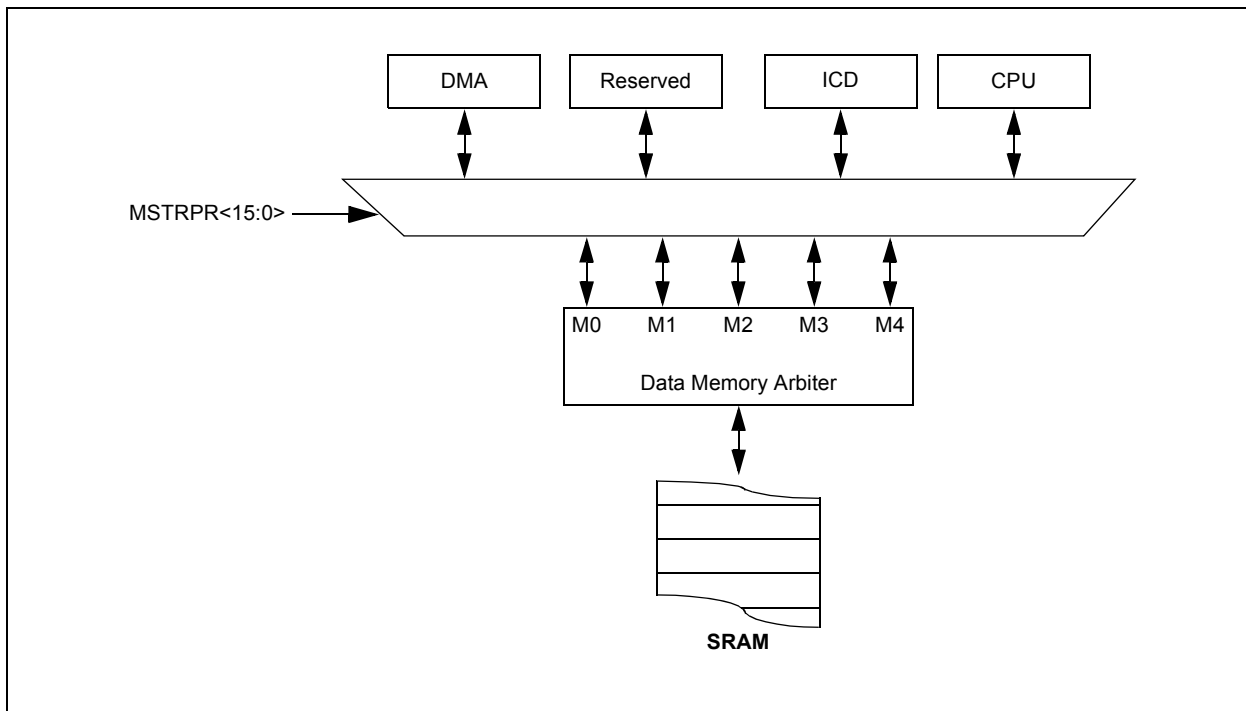 DMA
Reserved
ICD
CPU
MSTRPR<15:0>
M0 M1 M2 M3 M4
Data Memory Arbiter
SRAM